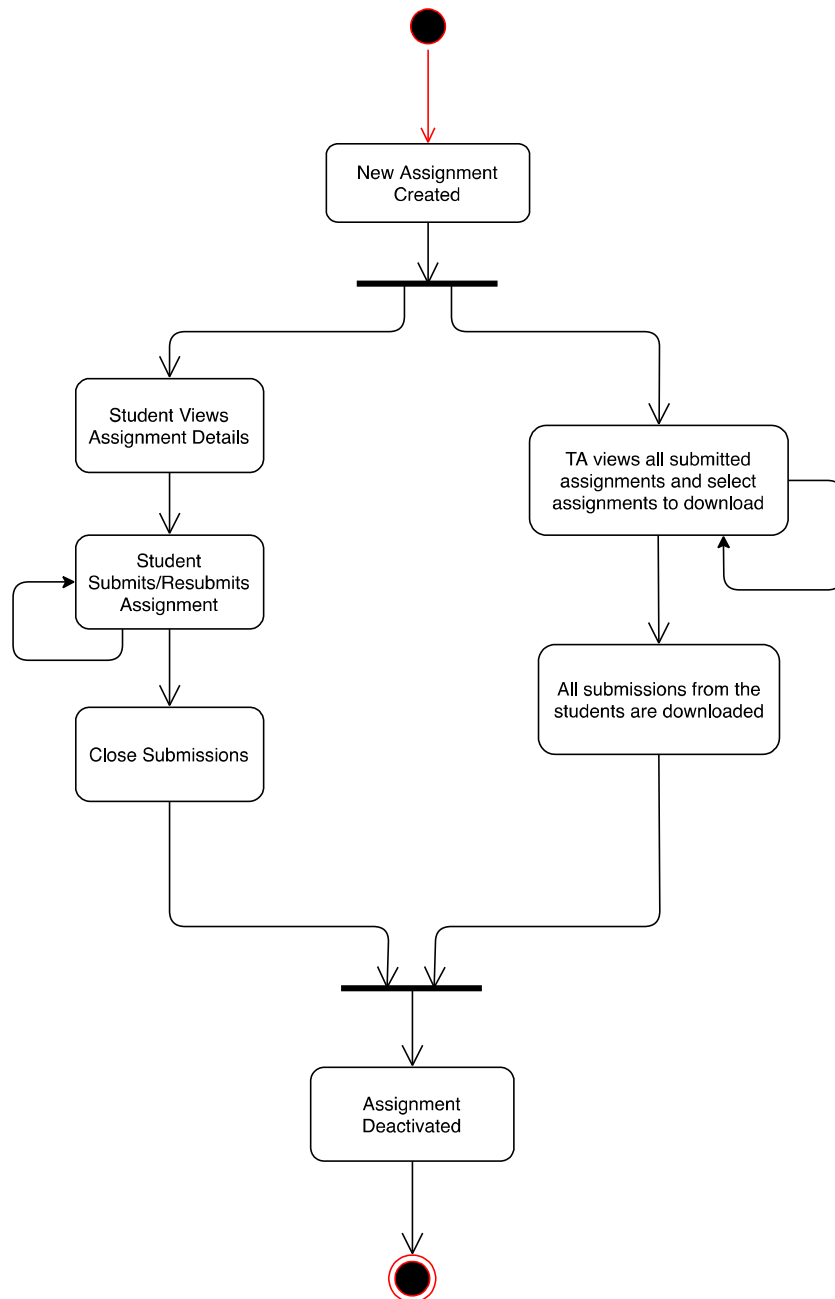 New Assignment
Created
Student Views
Assignment Details
TA views all submitted
assignments and select
assignments to download
Student
Submits/Resubmits
Assignment
All submissions from the
students are downloaded
Close Submissions
Assignment
Deactivated